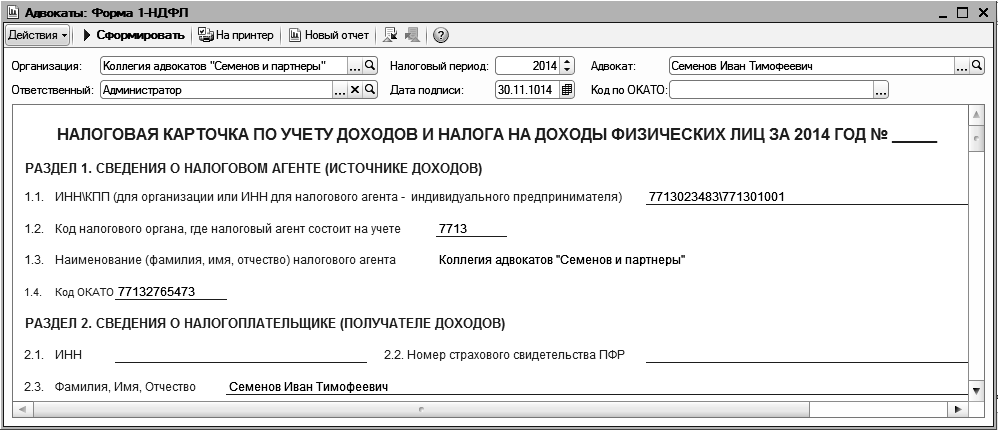 Адвокаты: Форма 1-НДФЛ
Действия Сформировать На принтер Новый отчет ?
Организация: Коллегия адвокатов "Семенов и партнеры" ... Налоговый период: 2014 Адвокат: Семенов Иван Тимофеевич ...
Ответственный: Администратор ... Дата подписи: 30.11.1014 Код по ОКАТО: ...
НАЛОГОВАЯ КАРТОЧКА ПО УЧЕТУ ДОХОДОВ И НАЛОГА НА ДОХОДЫ ФИЗИЧЕСКИХ ЛИЦ ЗА 2014 ГОД № _____
РАЗДЕЛ 1. СВЕДЕНИЯ О НАЛОГОВОМ АГЕНТЕ (ИСТОЧНИКЕ ДОХОДОВ)
1.1. ИНН\КПП (для организации или ИНН для налогового агента - индивидуального предпринимателя) 7713023483\771301001
1.2. Код налогового органа, где налоговый агент состоит на учете 7713
1.3. Наименование (фамилия, имя, отчество) налогового агента Коллегия адвокатов "Семенов и партнеры"
1.4. Код ОКАТО 77132765473
РАЗДЕЛ 2. СВЕДЕНИЯ О НАЛОГОПЛАТЕЛЬЩИКЕ (ПОЛУЧАТЕЛЕ ДОХОДОВ)
2.1. ИНН 2.2. Номер страхового свидетельства ПФР
2.3. Фамилия, Имя, Отчество Семенов Иван Тимофеевич